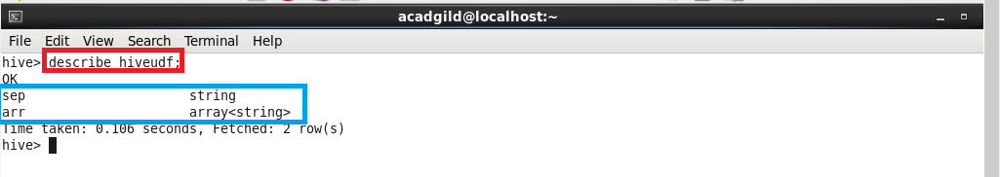 acadgild@localhost:~
File Edit View Search Terminal Help
hive> describe hiveudf;
OK
sep                     string
arr                     array<string>
Time taken: 0.106 seconds, Fetched: 2 row(s)
hive>